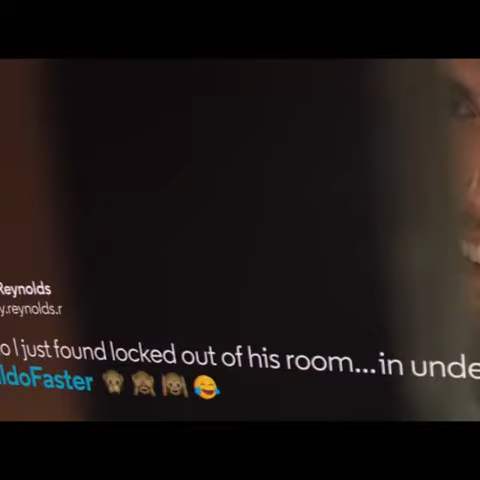 Reynolds
y.reynolds.r
o I just found locked out of his room...in unde
ldoFaster 🙊 🙈 🙉 😂